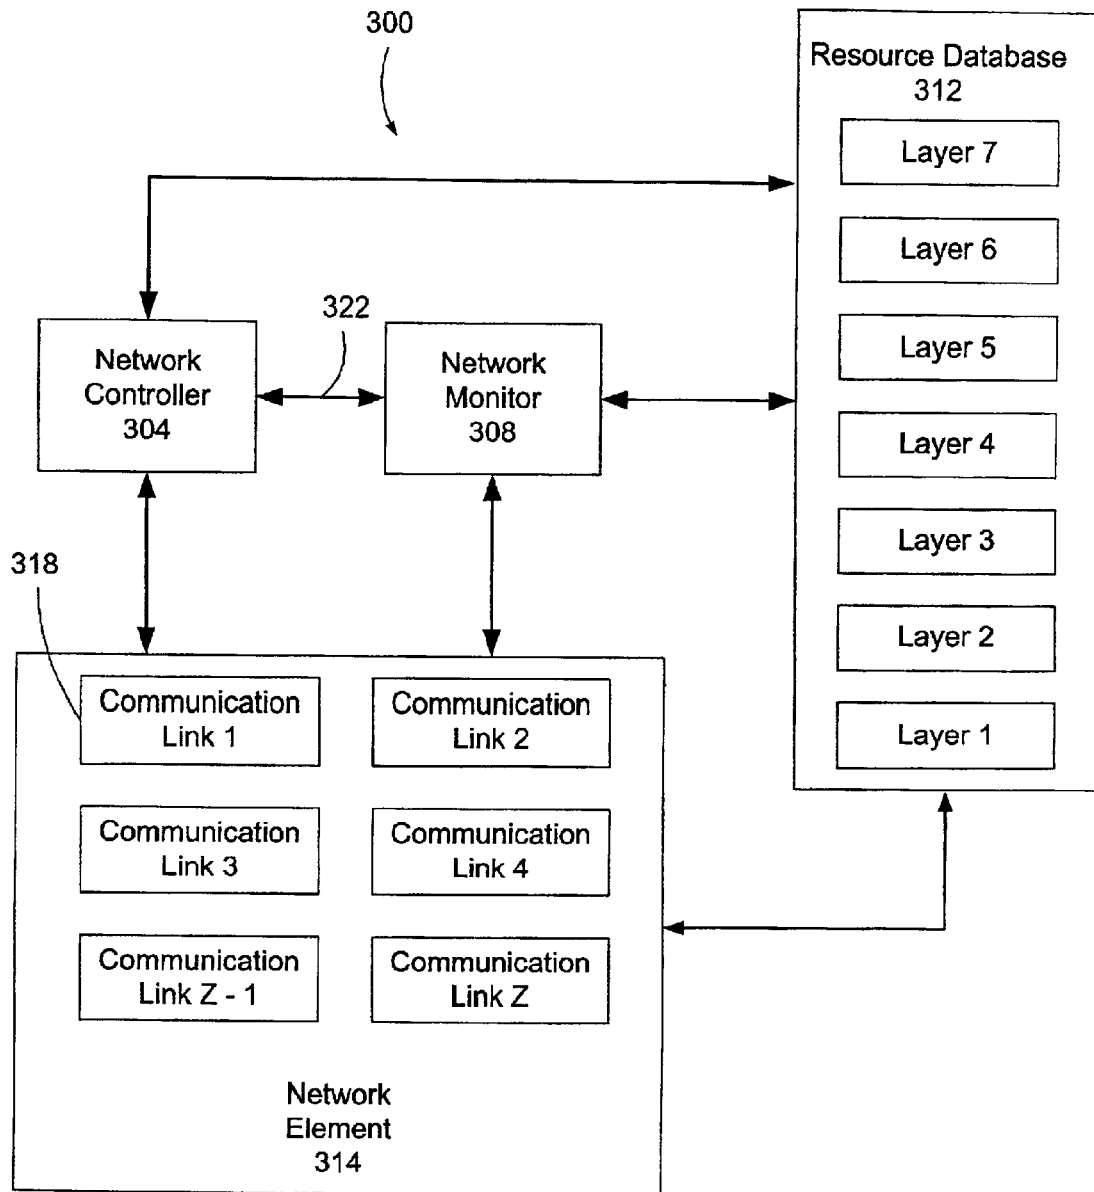 300
Resource Database
312
Layer 7
Layer 6
Layer 5
Layer 4
Layer 3
Layer 2
Layer 1
322
Network
Controller
304
Network
Monitor
308
318
Communication
Link 1
Communication
Link 2
Communication
Link 3
Communication
Link 4
Communication
Link Z - 1
Communication
Link Z
Network
Element
314